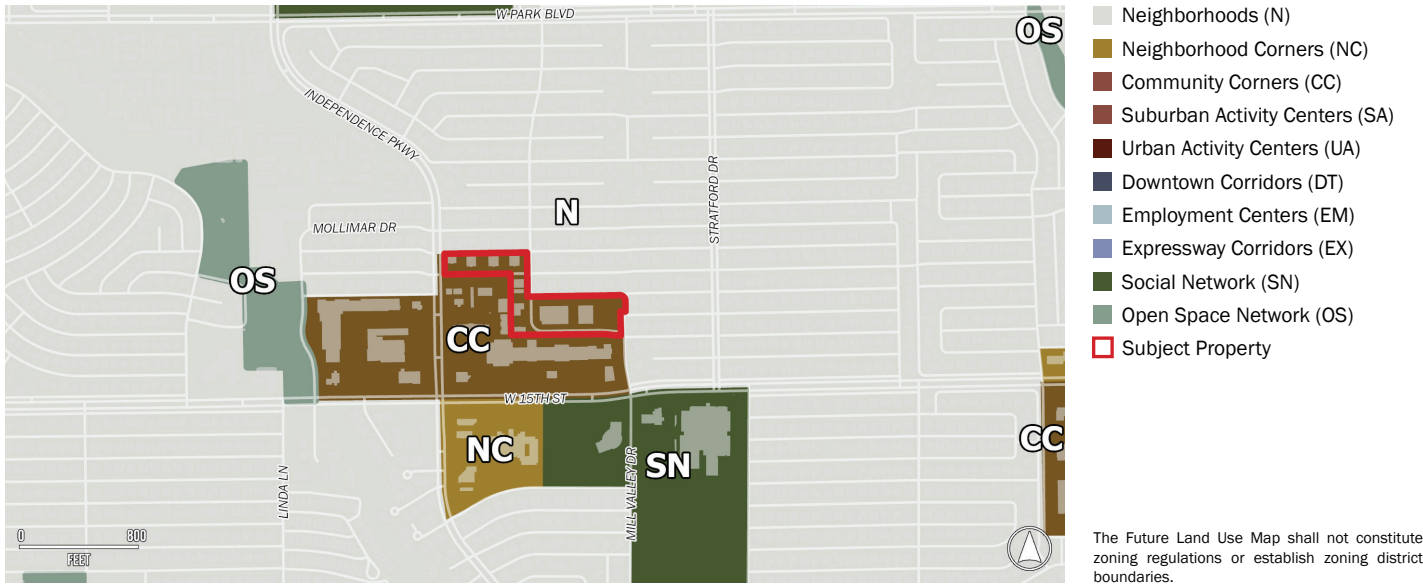 W PARK BLVD
OS
INDEPENDENCE PKWY
STRATFORD DR
N
MOLLIMAR DR
OS
CC
W 15TH ST
NC
SN
CC
LINDA LN
MILL VALLEY DR
0 800
FEET
Neighborhoods (N)
Neighborhood Corners (NC)
Community Corners (CC)
Suburban Activity Centers (SA)
Urban Activity Centers (UA)
Downtown Corridors (DT)
Employment Centers (EM)
Expressway Corridors (EX)
Social Network (SN)
Open Space Network (OS)
Subject Property
The Future Land Use Map shall not constitute
zoning regulations or establish zoning district
boundaries.